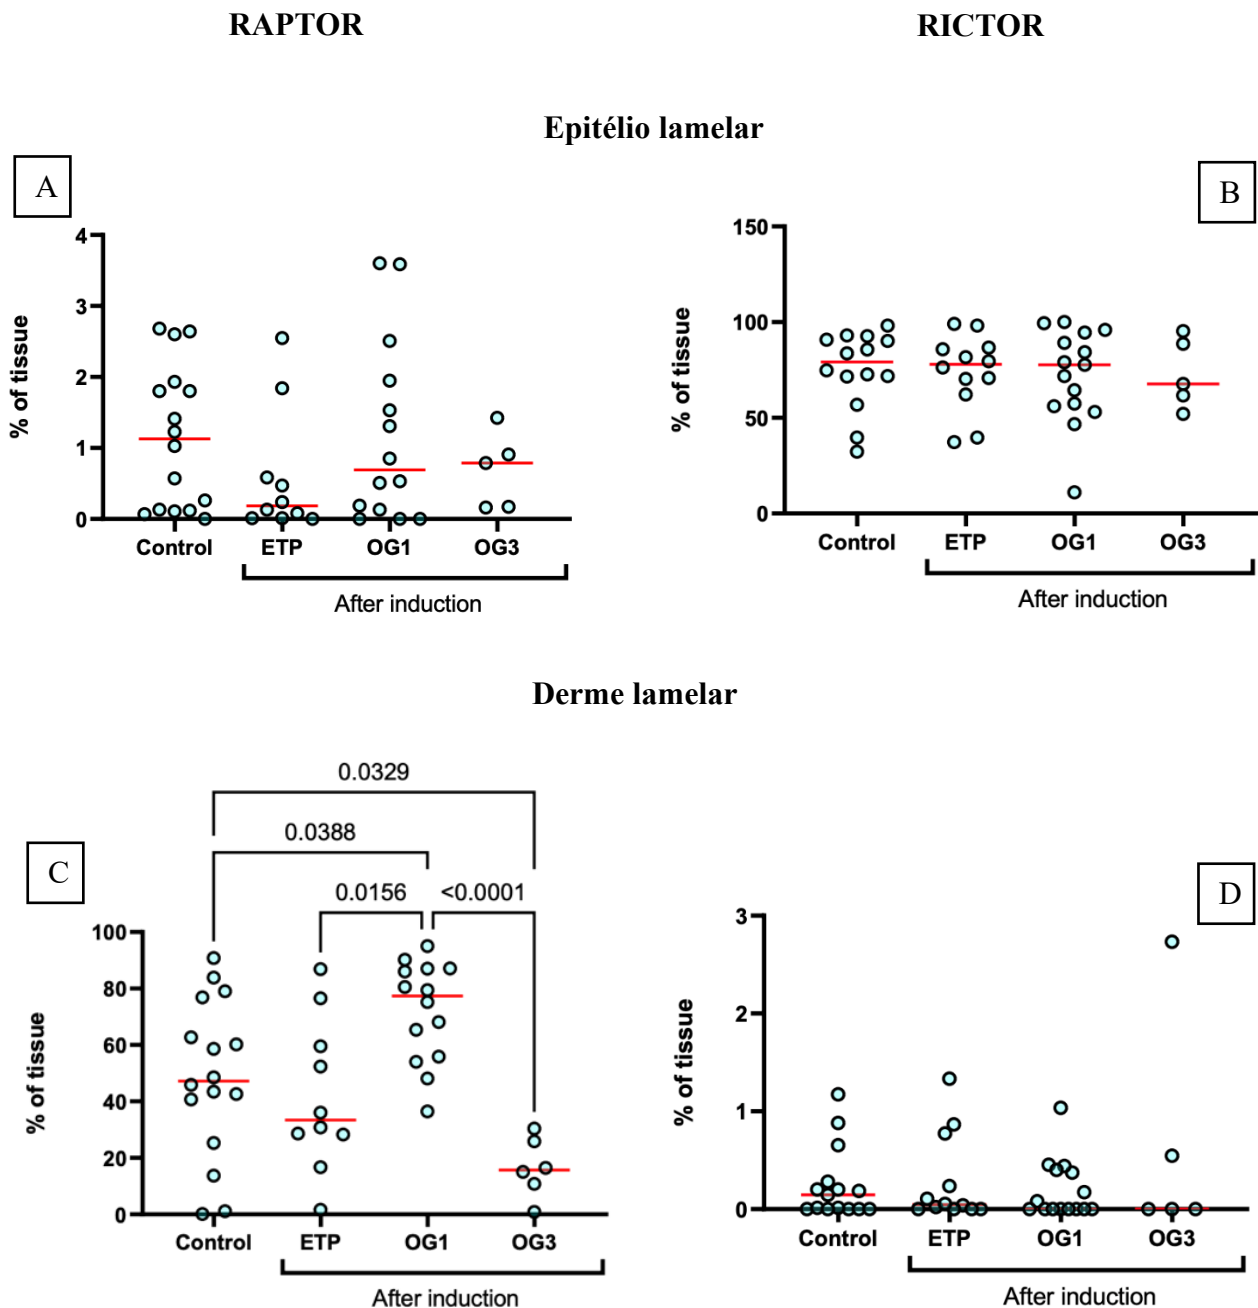 RAPTOR
RICTOR
Epitélio lamelar
A
4
3
2
1
0
% of tissue
Control ETP OG1 OG3
After induction
B
150
100
50
0
% of tissue
Control ETP OG1 OG3
After induction
Derme lamelar
C
0.0329
0.0388
0.0156 <0.0001
100
80
60
40
20
0
% of tissue
Control ETP OG1 OG3
After induction
D
3
2
1
0
% of tissue
Control ETP OG1 OG3
After induction